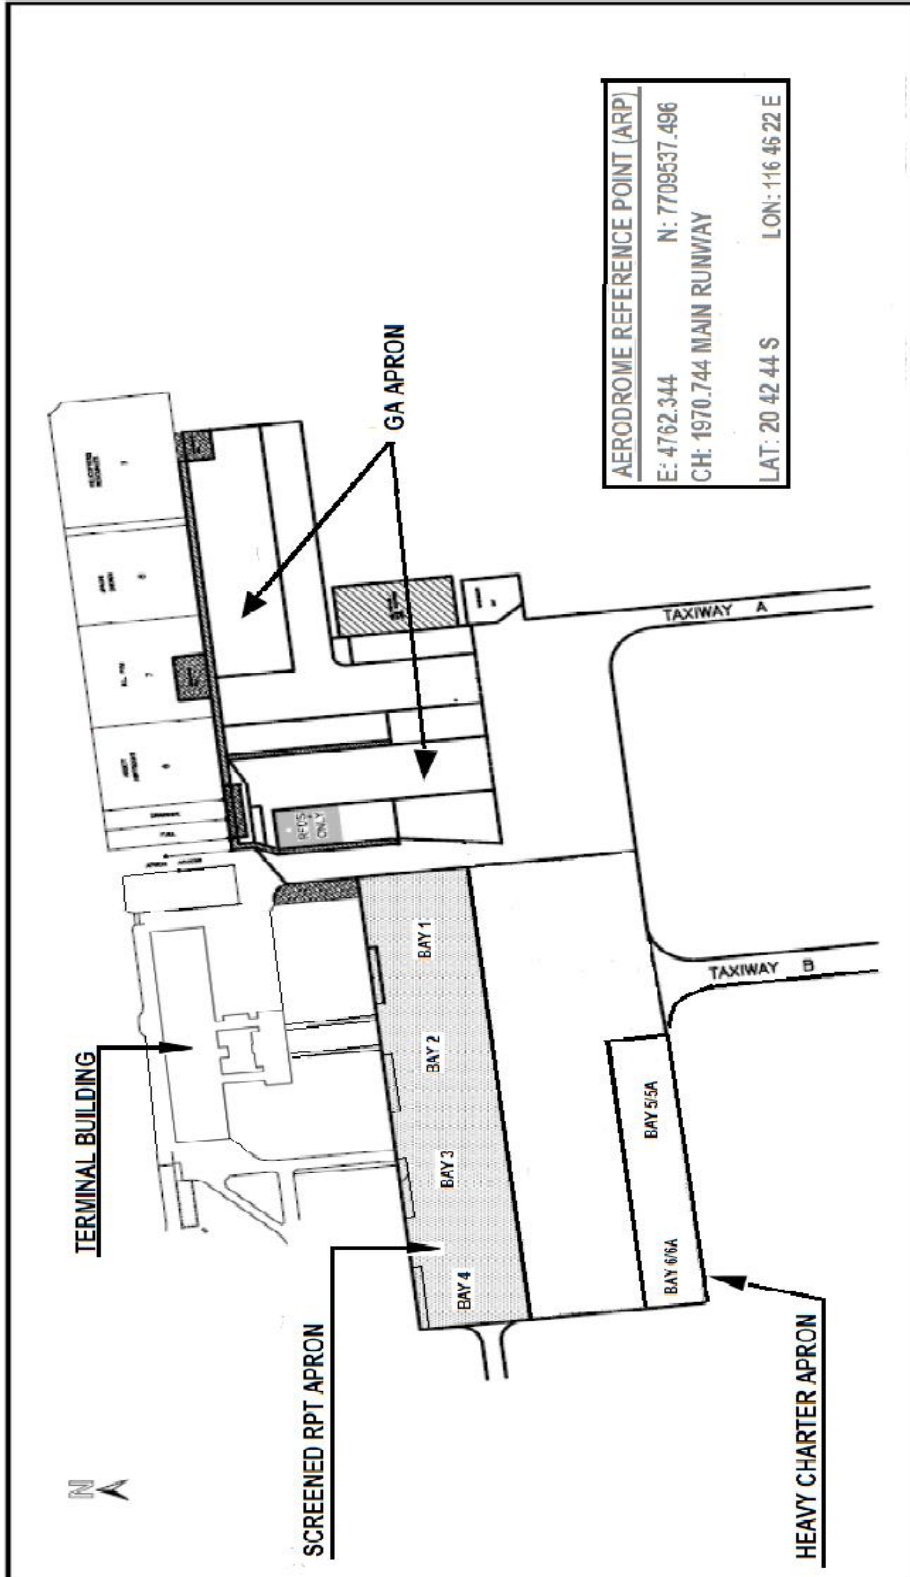 N
TERMINAL BUILDING
SCREENED RPT APRON
HEAVY CHARTER APRON
GA APRON
BAY 4
BAY 3
BAY 2
BAY 1
BAY 6/6A
BAY 5/5A
RFDS
ONLY
FUEL
TAXIWAY B
TAXIWAY A
AERODROME REFERENCE POINT (ARP)
E: 4762.344 N: 7709537.496
CH: 1970.744 MAIN RUNWAY
LAT: 20 42 44 S LON: 116 46 22 E